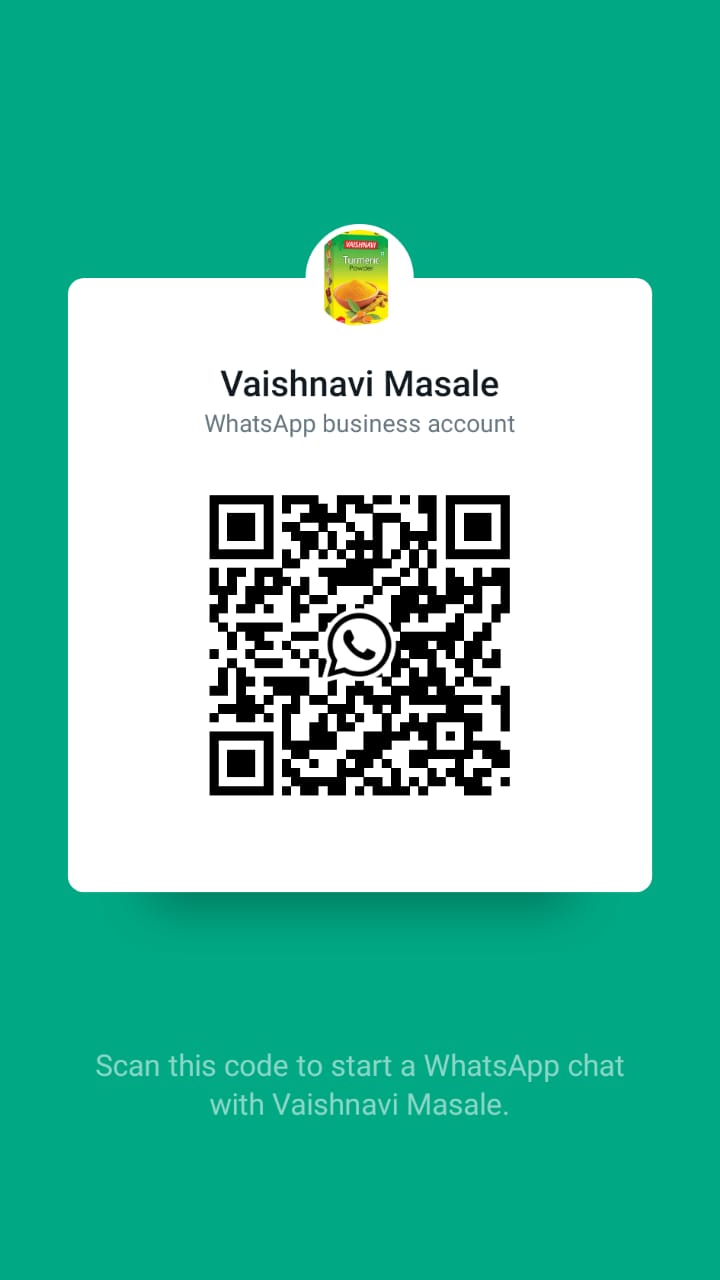 VAISHNAVI
Turmeric
Powder
Vaishnavi Masale
WhatsApp business account
Scan this code to start a WhatsApp chat
with Vaishnavi Masale.